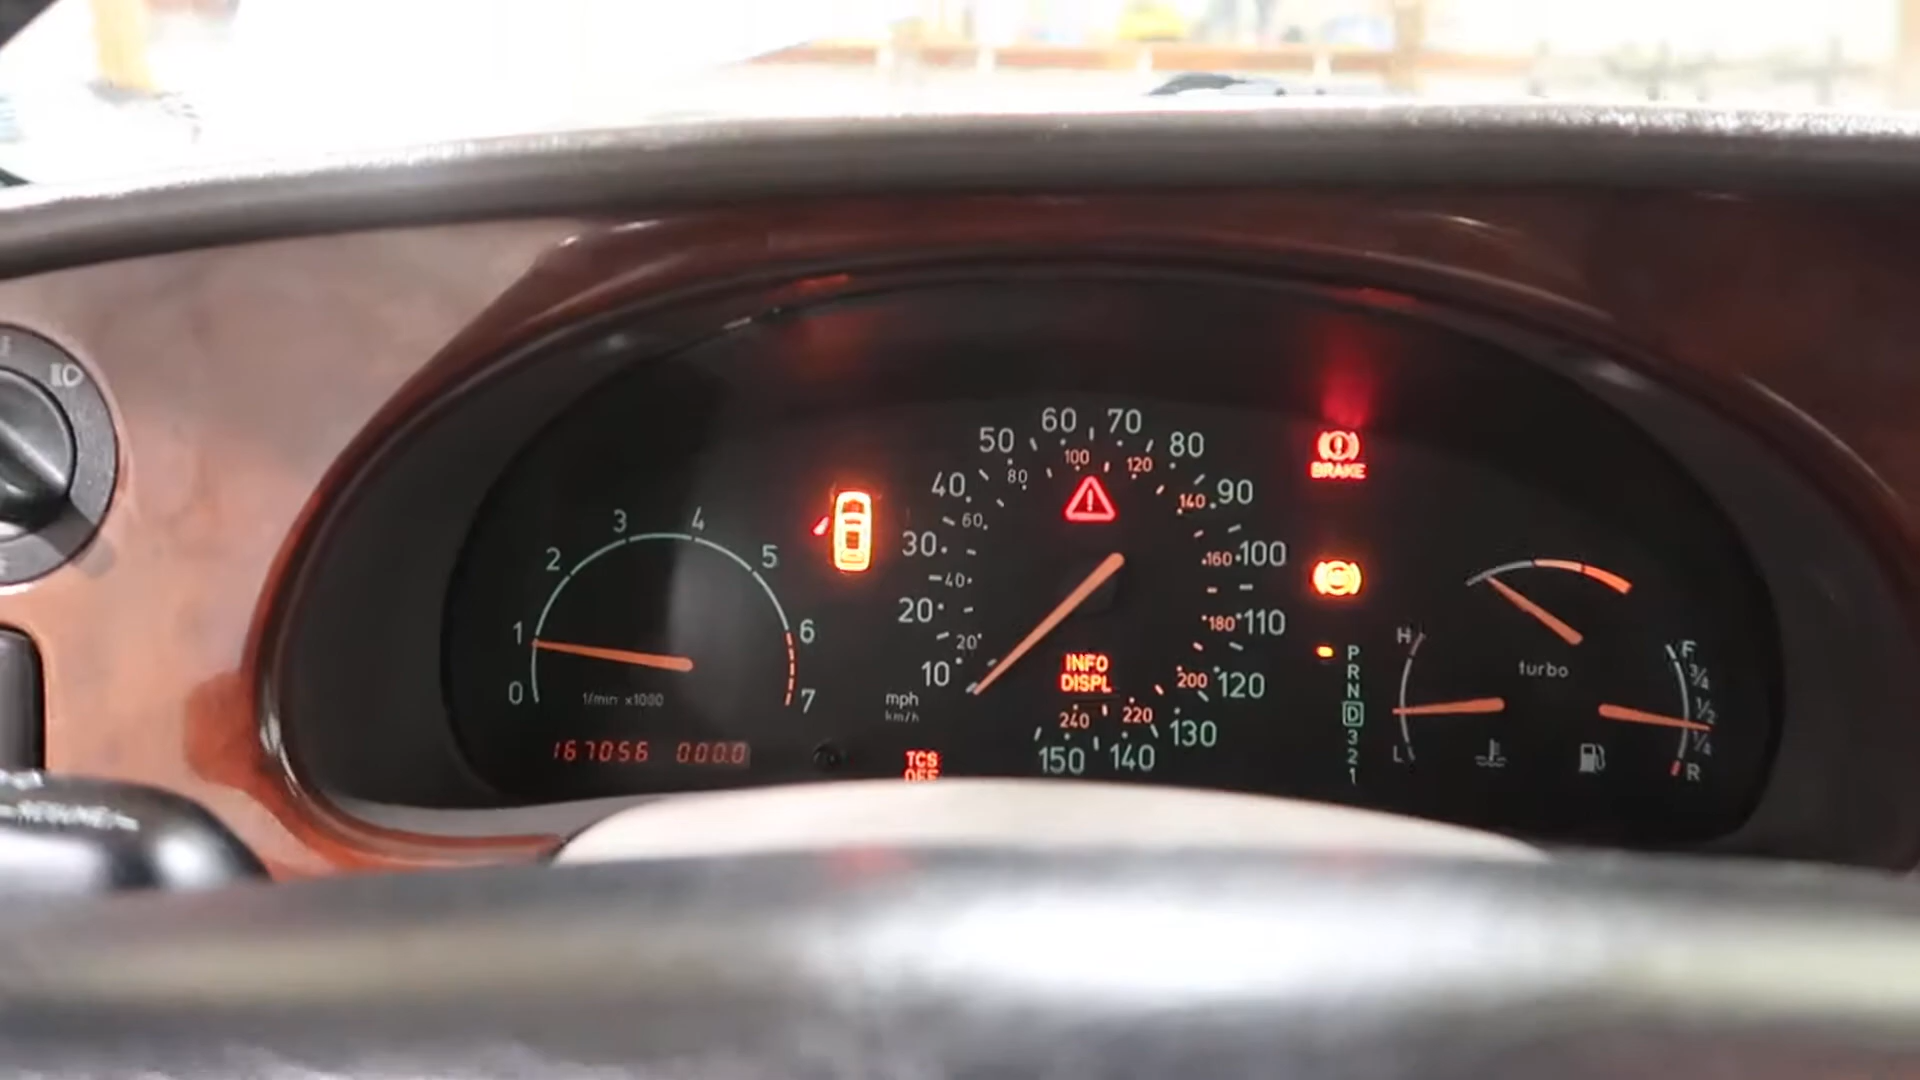 0 1 2 3 4 5 6 7
1/min x1000
167056 000.0
TCS
OFF
10 20 30 40 50 60 70 80 90 100 110 120 130 140 150
20 40 60 80 100 120 140 160 180 200 220 240
mph
km/h
INFO
DISPL
BRAKE
P
R
N
D
3
2
1
turbo
H
L
F
3/4
1/2
1/4
R